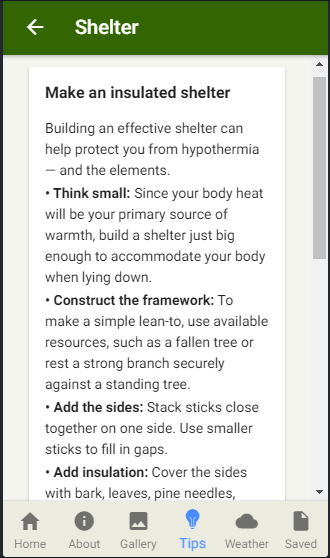 Shelter
Make an insulated shelter
Building an effective shelter can
help protect you from hypothermia
— and the elements.
• Think small: Since your body heat
will be your primary source of
warmth, build a shelter just big
enough to accommodate your body
when lying down.
• Construct the framework: To
make a simple lean-to, use available
resources, such as a fallen tree or
rest a strong branch securely
against a standing tree.
• Add the sides: Stack sticks close
together on one side. Use smaller
sticks to fill in gaps.
• Add insulation: Cover the sides
with bark, leaves, pine needles,
Home About Gallery Tips Weather Saved